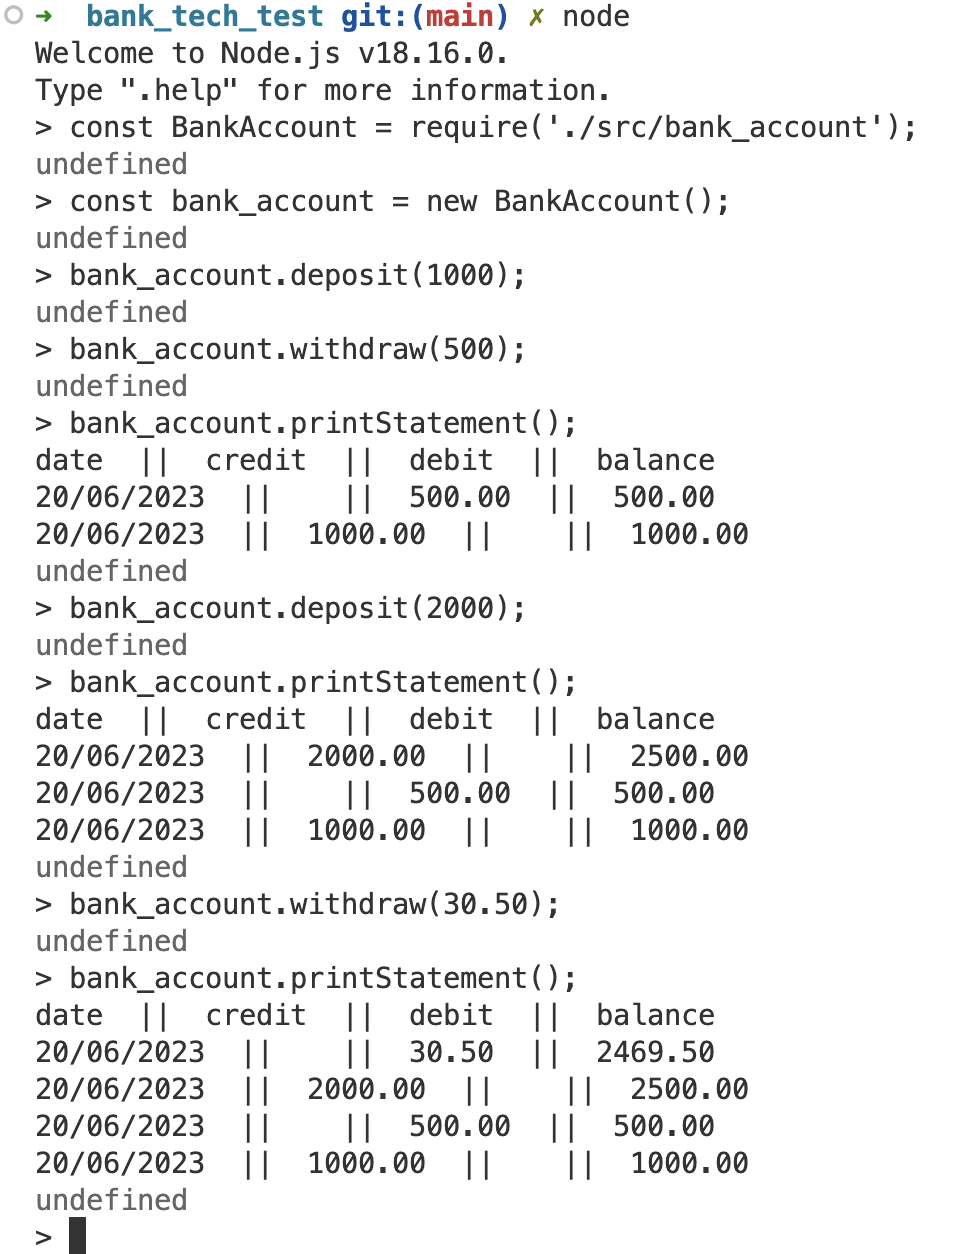 ➜  bank_tech_test git:(main) ✗ node
Welcome to Node.js v18.16.0.
Type ".help" for more information.
> const BankAccount = require('./src/bank_account');
undefined
> const bank_account = new BankAccount();
undefined
> bank_account.deposit(1000);
undefined
> bank_account.withdraw(500);
undefined
> bank_account.printStatement();
date  ||  credit  ||  debit  ||  balance
20/06/2023  ||    ||  500.00  ||  500.00
20/06/2023  ||  1000.00  ||    ||  1000.00
undefined
> bank_account.deposit(2000);
undefined
> bank_account.printStatement();
date  ||  credit  ||  debit  ||  balance
20/06/2023  ||  2000.00  ||    ||  2500.00
20/06/2023  ||    ||  500.00  ||  500.00
20/06/2023  ||  1000.00  ||    ||  1000.00
undefined
> bank_account.withdraw(30.50);
undefined
> bank_account.printStatement();
date  ||  credit  ||  debit  ||  balance
20/06/2023  ||    ||  30.50  ||  2469.50
20/06/2023  ||  2000.00  ||    ||  2500.00
20/06/2023  ||    ||  500.00  ||  500.00
20/06/2023  ||  1000.00  ||    ||  1000.00
undefined
>